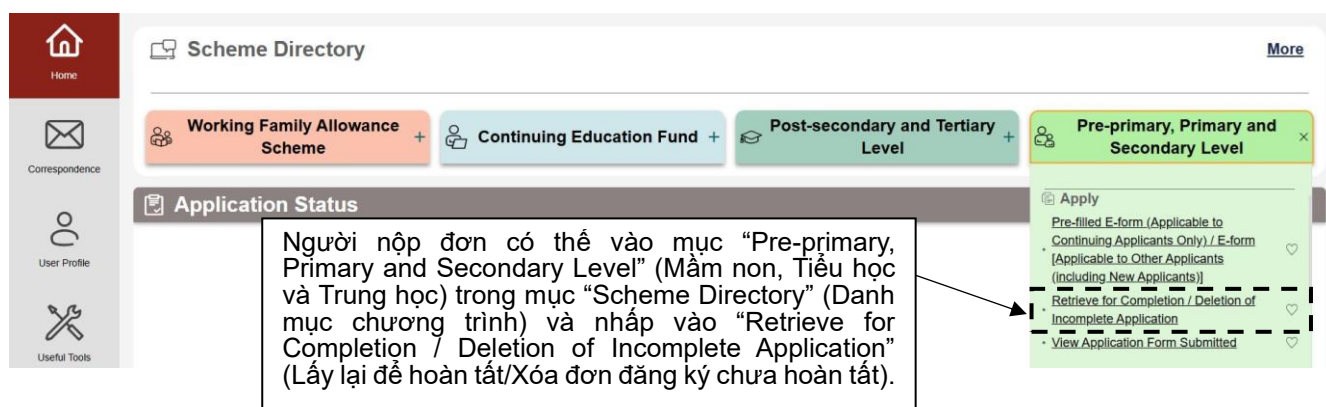 Home
Correspondence
User Profile
Useful Tools
Scheme Directory
More
Working Family Allowance
Scheme
+
Continuing Education Fund +
Post-secondary and Tertiary
Level
+
Pre-primary, Primary and
Secondary Level
×
Application Status
Apply
Pre-filled E-form (Applicable to
Continuing Applicants Only) / E-form
[Applicable to Other Applicants
(including New Applicants)]
Retrieve for Completion / Deletion of
Incomplete Application
View Application Form Submitted
Người nộp đơn có thể vào mục “Pre-primary,
Primary and Secondary Level” (Mầm non, Tiểu học
và Trung học) trong mục “Scheme Directory” (Danh
mục chương trình) và nhấp vào “Retrieve for
Completion / Deletion of Incomplete Application”
(Lấy lại để hoàn tất/Xóa đơn đăng ký chưa hoàn tất).